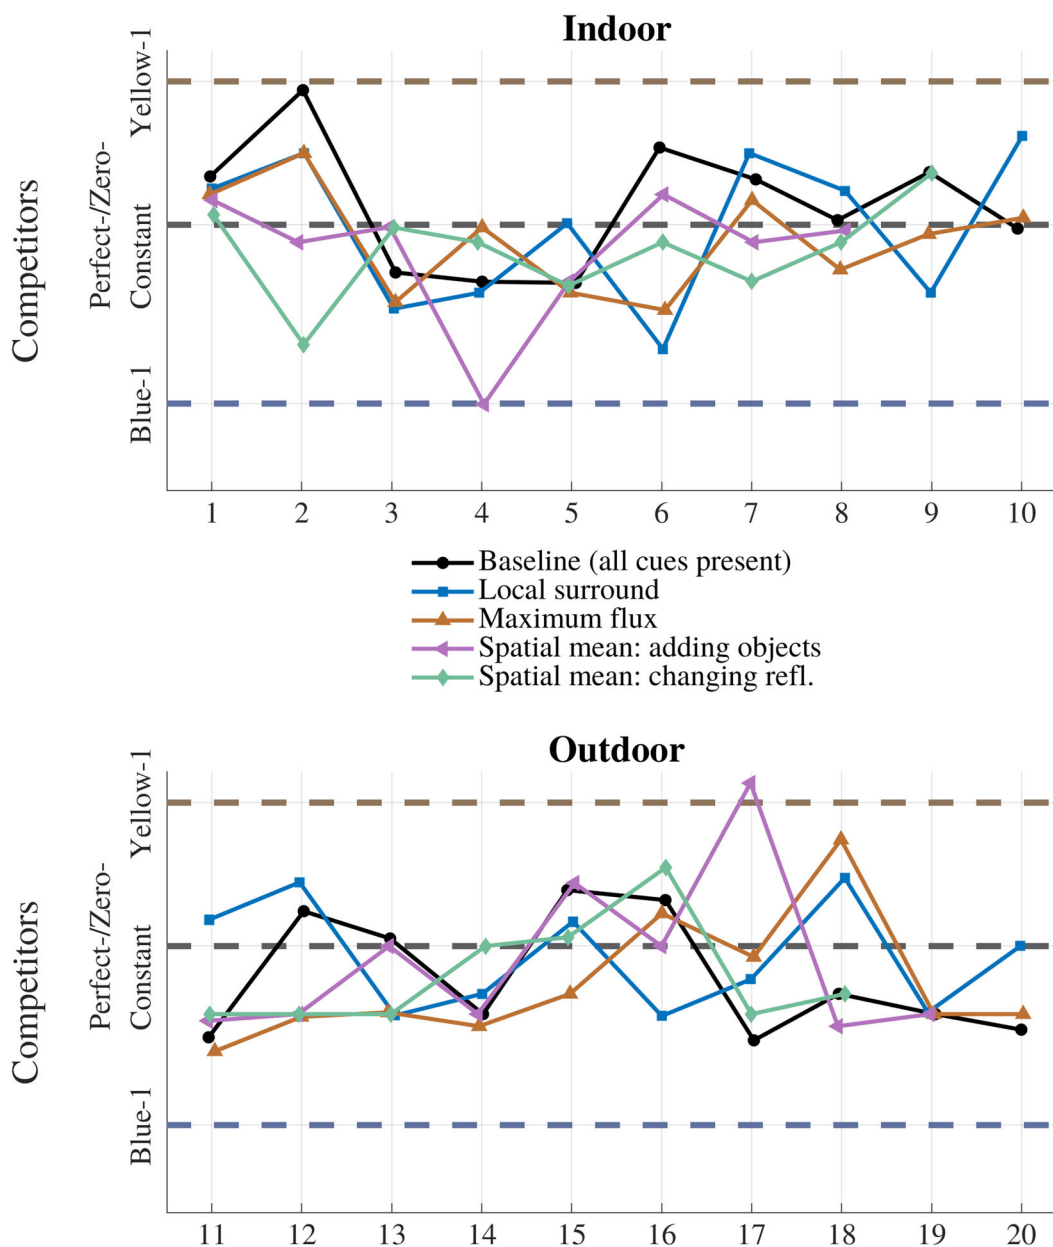 Indoor
Competitors
Yellow-1
Perfect-/Zero-
Constant
Blue-1
1 2 3 4 5 6 7 8 9 10
Baseline (all cues present)
Local surround
Maximum flux
Spatial mean: adding objects
Spatial mean: changing refl.
Outdoor
Competitors
Yellow-1
Perfect-/Zero-
Constant
Blue-1
11 12 13 14 15 16 17 18 19 20